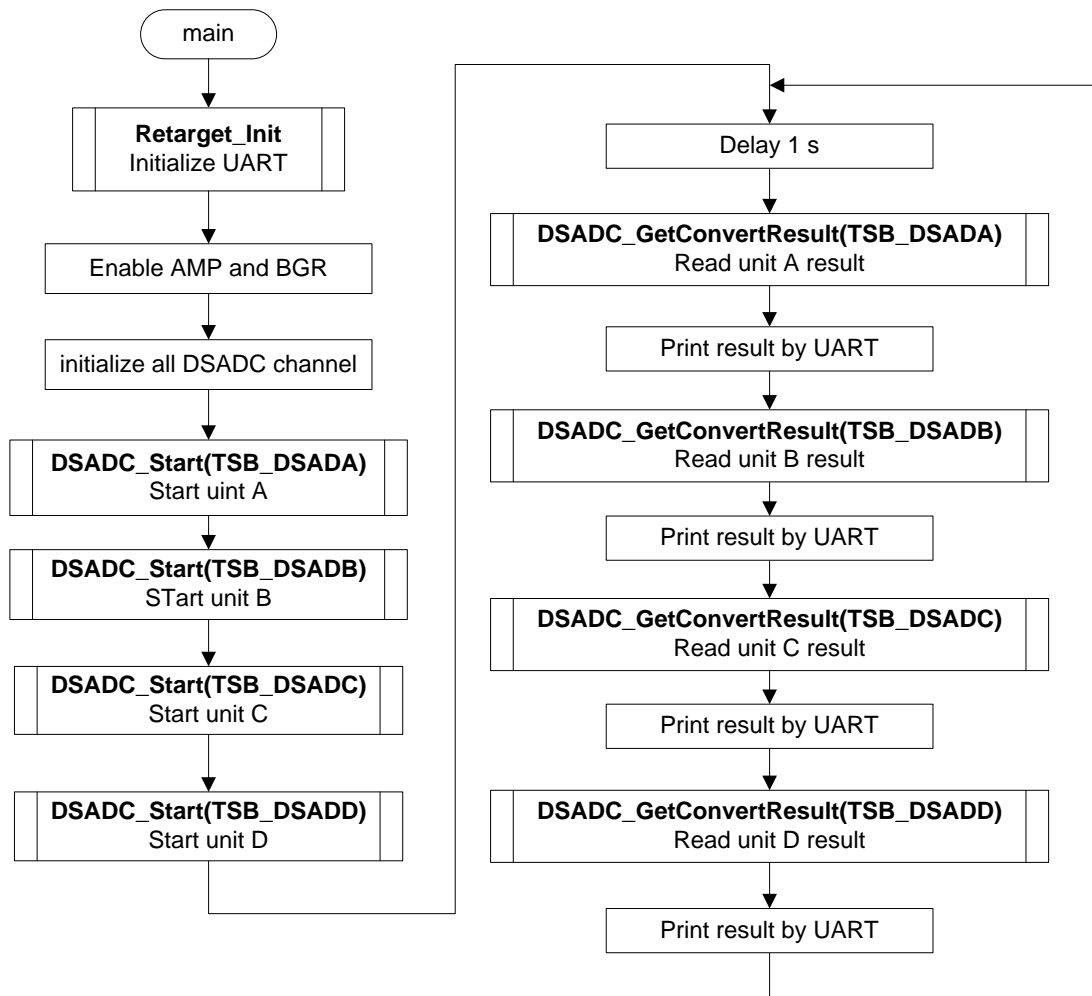 main
Retarget_Init
Initialize UART
Enable AMP and BGR
initialize all DSADC channel
DSADC_Start(TSB_DSADA)
Start uint A
DSADC_Start(TSB_DSADB)
STart unit B
DSADC_Start(TSB_DSADC)
Start unit C
DSADC_Start(TSB_DSADD)
Start unit D
Delay 1 s
DSADC_GetConvertResult(TSB_DSADA)
Read unit A result
Print result by UART
DSADC_GetConvertResult(TSB_DSADB)
Read unit B result
Print result by UART
DSADC_GetConvertResult(TSB_DSADC)
Read unit C result
Print result by UART
DSADC_GetConvertResult(TSB_DSADD)
Read unit D result
Print result by UART